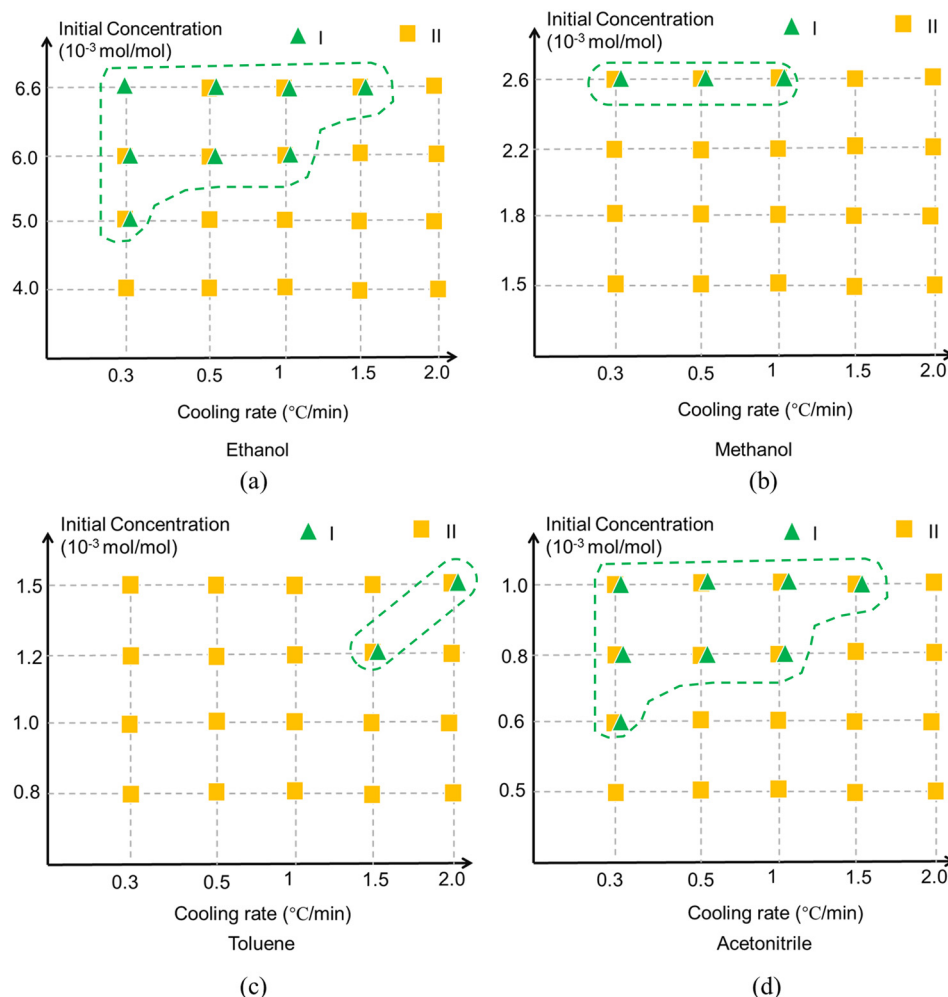 Initial Concentration
(10-3 mol/mol)
I
II
6.6
6.0
5.0
4.0
0.3
0.5
1
1.5
2.0
Cooling rate (°C/min)
Ethanol
(a)
Initial Concentration
(10-3 mol/mol)
I
II
2.6
2.2
1.8
1.5
0.3
0.5
1
1.5
2.0
Cooling rate (°C/min)
Methanol
(b)
Initial Concentration
(10-3 mol/mol)
I
II
1.5
1.2
1.0
0.8
0.3
0.5
1
1.5
2.0
Cooling rate (°C/min)
Toluene
(c)
Initial Concentration
(10-3 mol/mol)
I
II
1.0
0.8
0.6
0.5
0.3
0.5
1
1.5
2.0
Cooling rate (°C/min)
Acetonitrile
(d)